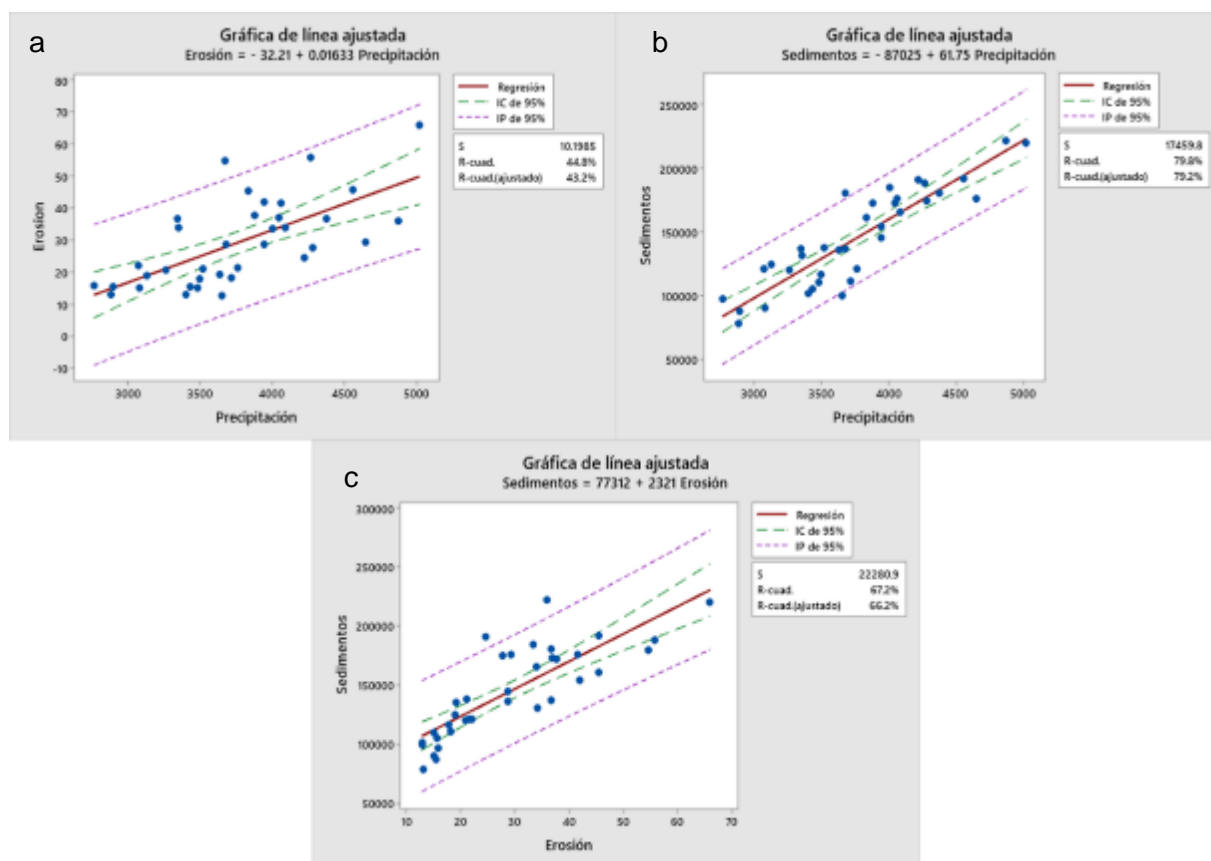 a
Gráfica de línea ajustada
Erosión = - 32.21 + 0.01633 Precipitación
80
70
60
50
40
30
20
10
0
-10
Erosion
3000
3500
4000
4500
5000
Precipitación
Regresión
IC de 95%
IP de 95%
S 10.1985
R-cuad. 44.8%
R-cuad.(ajustado) 43.2%
b
Gráfica de línea ajustada
Sedimentos = - 87025 + 61.75 Precipitación
250000
200000
150000
100000
50000
Sedimentos
3000
3500
4000
4500
5000
Precipitación
Regresión
IC de 95%
IP de 95%
S 17459.8
R-cuad. 79.8%
R-cuad.(ajustado) 79.2%
c
Gráfica de línea ajustada
Sedimentos = 77312 + 2321 Erosión
300000
250000
200000
150000
100000
50000
Sedimentos
10
20
30
40
50
60
70
Erosión
Regresión
IC de 95%
IP de 95%
S 22280.9
R-cuad. 67.2%
R-cuad.(ajustado) 66.2%